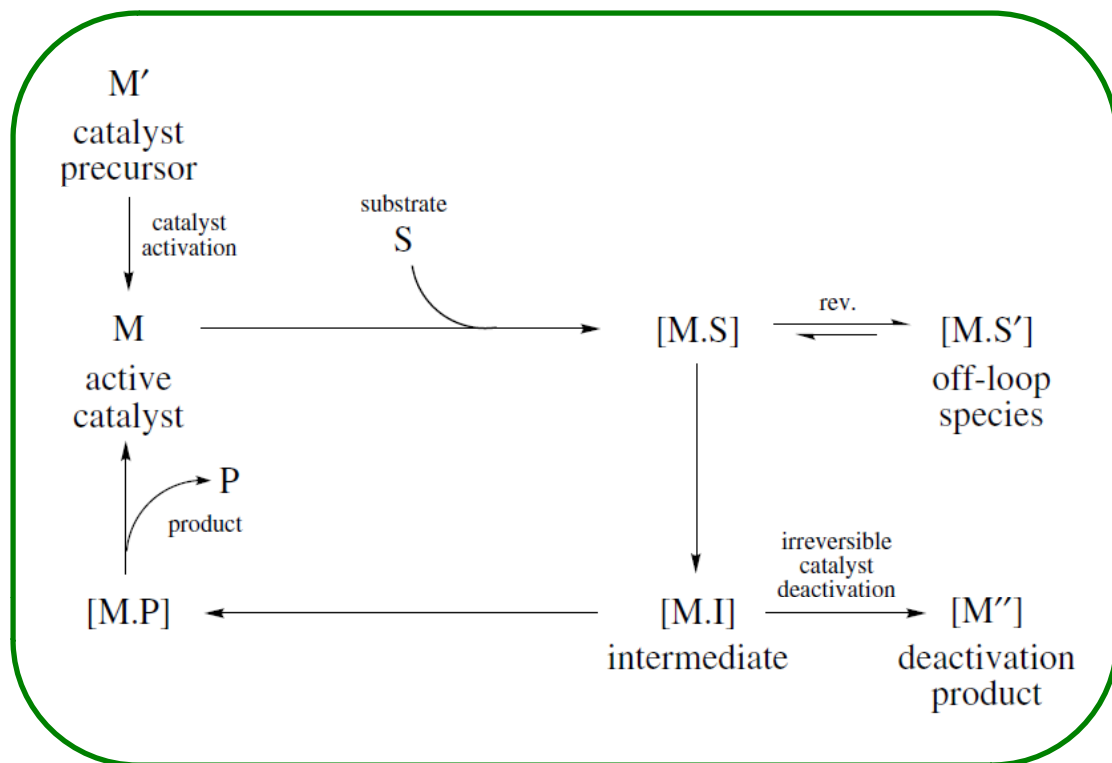 M′
catalyst
precursor
catalyst
activation
substrate
S
M
active
catalyst
[M.S]
rev.
[M.S′]
off-loop
species
P
product
[M.P]
[M.I]
intermediate
irreversible
catalyst
deactivation
[M″]
deactivation
product